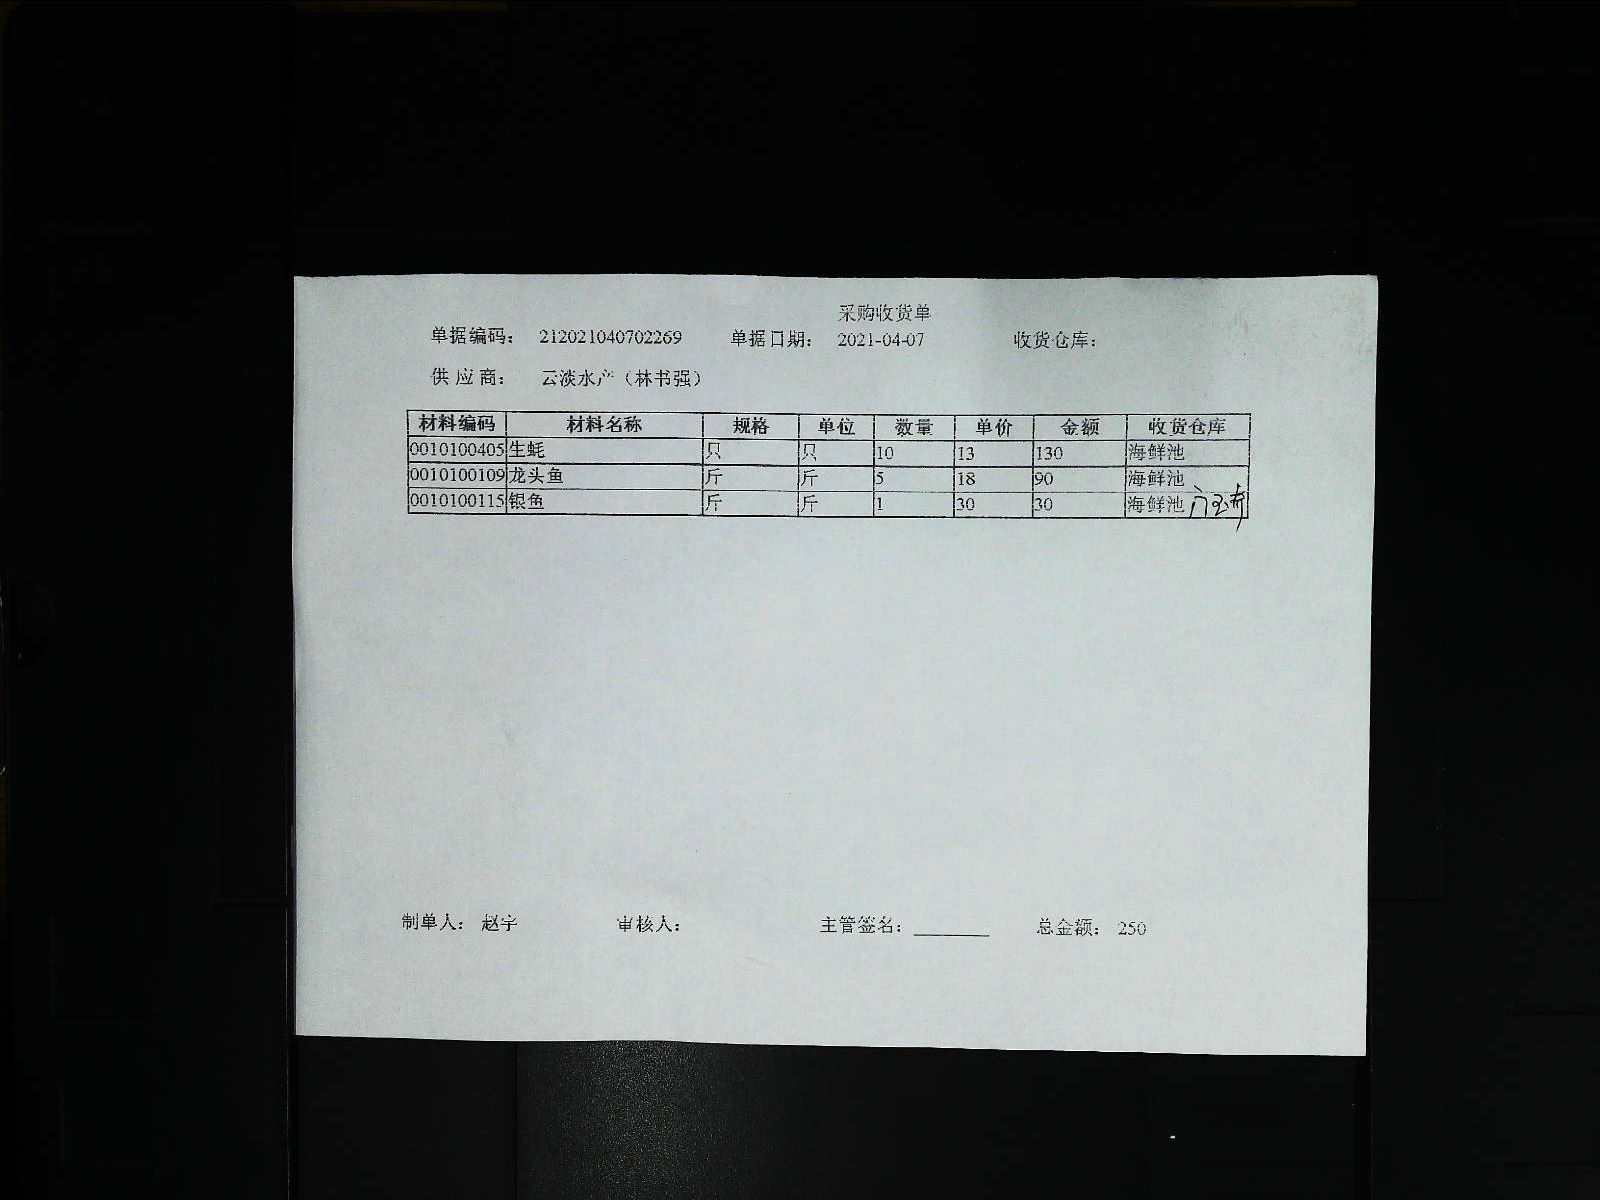 采购收货单
单据编码: 212021040702269 单据日期: 2021-04-07 收货仓库:
供应商: 云淡水产（林书强）
材料编码 材料名称 规格 单位 数量 单价 金额 收货仓库
0010100405 生蚝 只 只 10 13 130 海鲜池
0010100109 龙头鱼 斤 斤 5 18 90 海鲜池
0010100115 银鱼 斤 斤 1 30 30 海鲜池
制单人: 赵宇 审核人: 主管签名: 总金额: 250